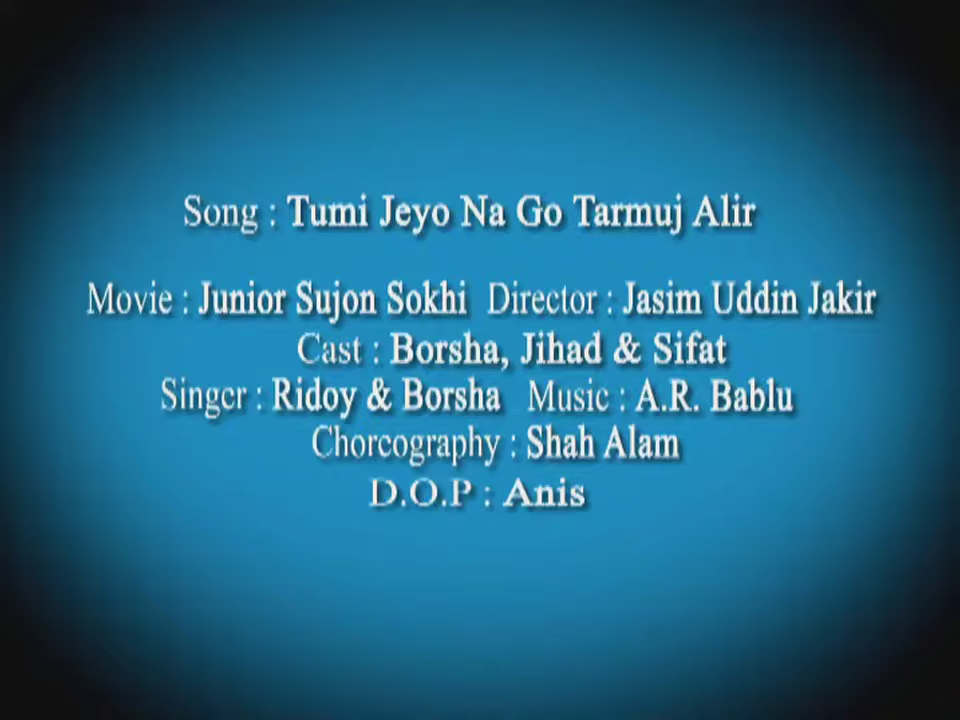 Song : Tumi Jeyo Na Go Tarmuj Alir
Movie : Junior Sujon Sokhi Director : Jasim Uddin Jakir
Cast : Borsha, Jihad & Sifat
Singer : Ridoy & Borsha Music : A.R. Bablu
Choreography : Shah Alam
D.O.P : Anis